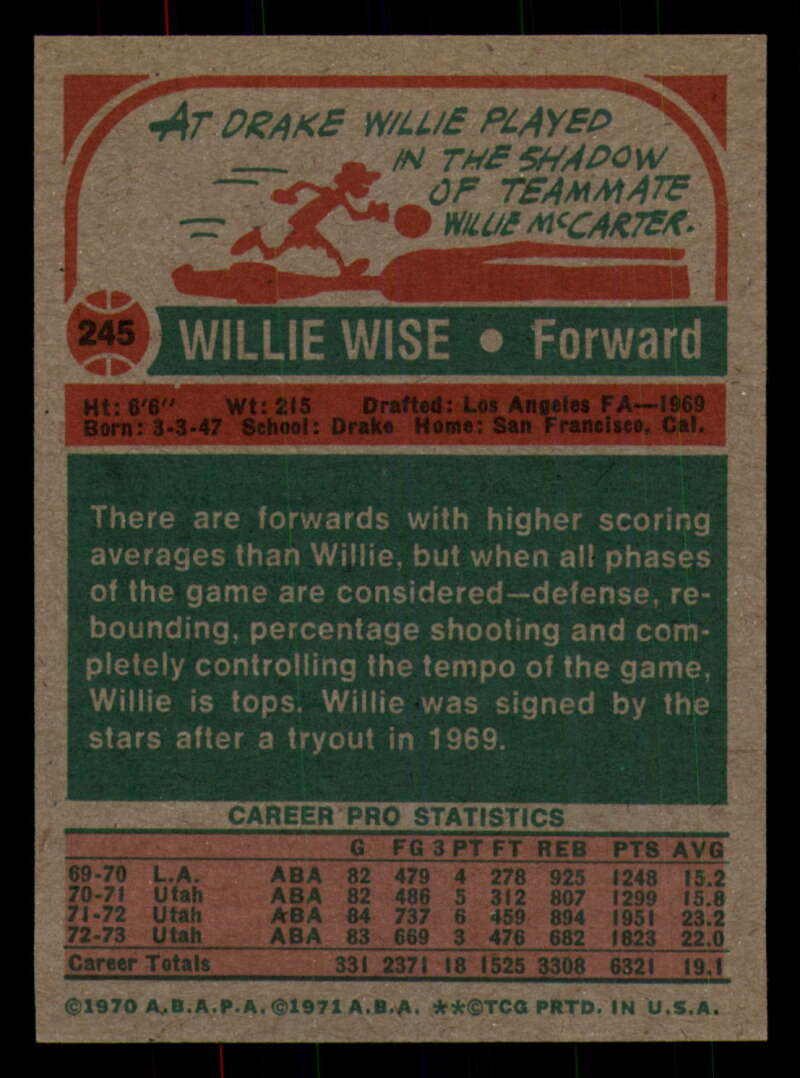 AT DRAKE WILLIE PLAYED
IN THE SHADOW
OF TEAMMATE
WILLIE McCARTER.
245 WILLIE WISE • Forward
Ht: 6'6" Wt: 215 Drafted: Los Angeles FA—1969
Born: 3-3-47 School: Drake Home: San Francisco, Cal.
There are forwards with higher scoring
averages than Willie, but when all phases
of the game are considered—defense, re-
bounding, percentage shooting and com-
pletely controlling the tempo of the game,
Willie is tops. Willie was signed by the
stars after a tryout in 1969.
CAREER PRO STATISTICS
G FG 3 PT FT REB PTS AVG
69-70 L.A. ABA 82 479 4 278 925 1248 15.2
70-71 Utah ABA 82 486 5 312 807 1299 15.8
71-72 Utah ABA 84 737 6 459 894 1951 23.2
72-73 Utah ABA 83 669 3 476 682 1823 22.0
Career Totals 331 2371 18 1525 3308 6321 19.1
©1970 A.B.A.P.A. ©1971 A.B.A. **©TCG PRTD. IN U.S.A.